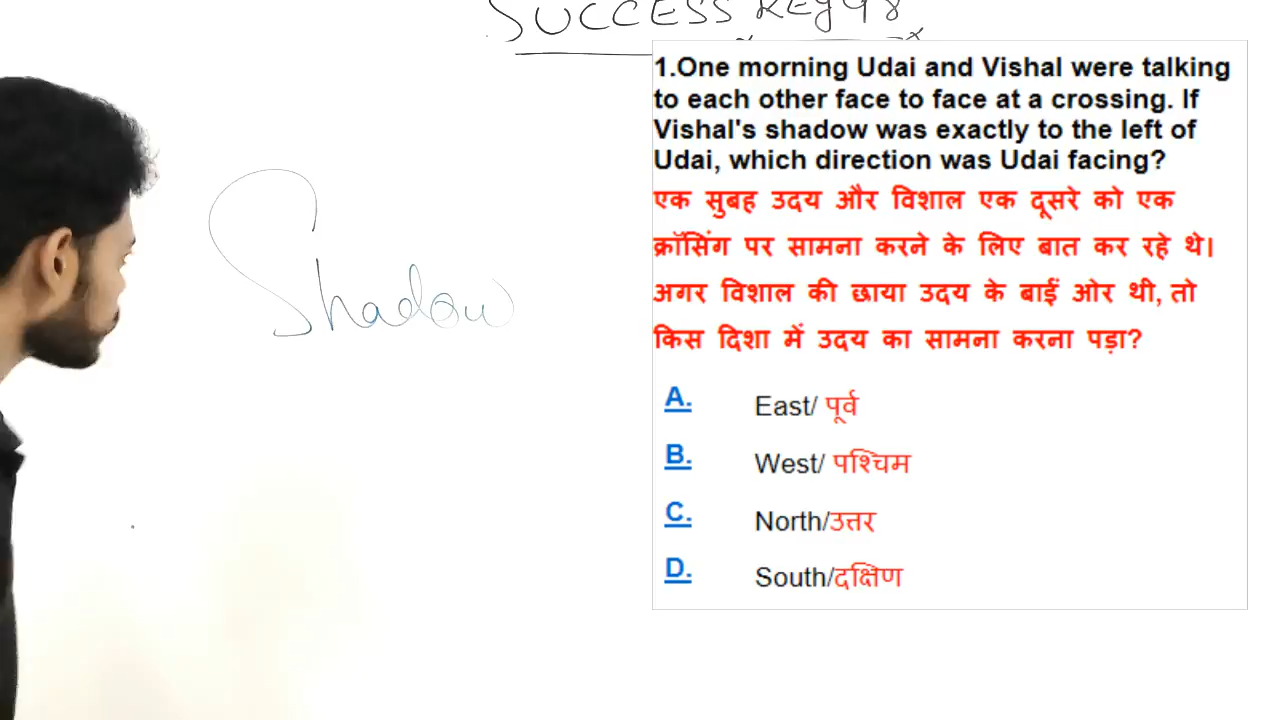 SUCCESS
Shadow
1.One morning Udai and Vishal were talking
to each other face to face at a crossing. If
Vishal's shadow was exactly to the left of
Udai, which direction was Udai facing?
एक सुबह उदय और विशाल एक दूसरे को एक
क्रॉसिंग पर सामना करने के लिए बात कर रहे थे।
अगर विशाल की छाया उदय के बाईं ओर थी, तो
किस दिशा में उदय का सामना करना पड़ा?
A. East/ पूर्व
B. West/ पश्चिम
C. North/उत्तर
D. South/दक्षिण